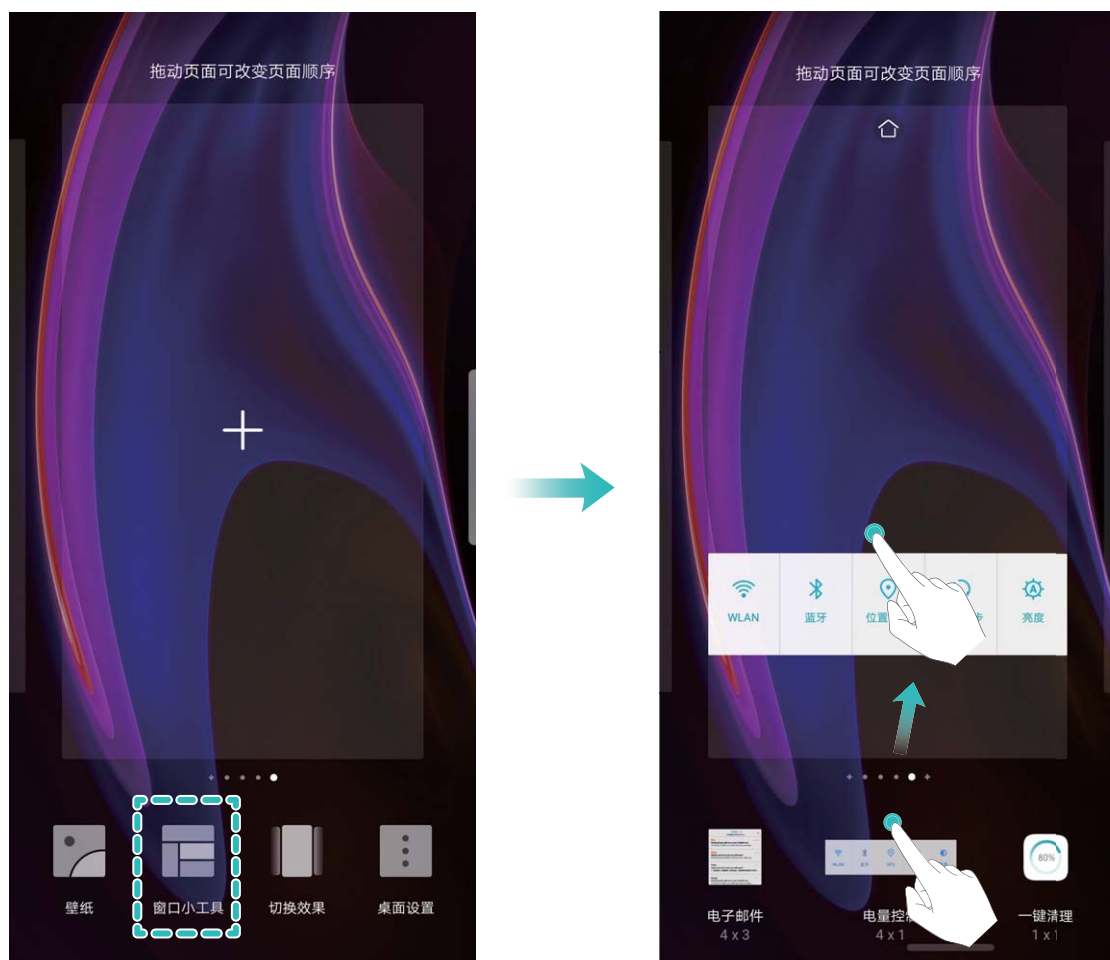 拖动页面可改变页面顺序
壁纸
窗口小工具
切换效果
桌面设置
拖动页面可改变页面顺序
WLAN
蓝牙
位置
亮度
80%
电子邮件
4 x 3
电量控
4 x 1
一键清理
1 x 1